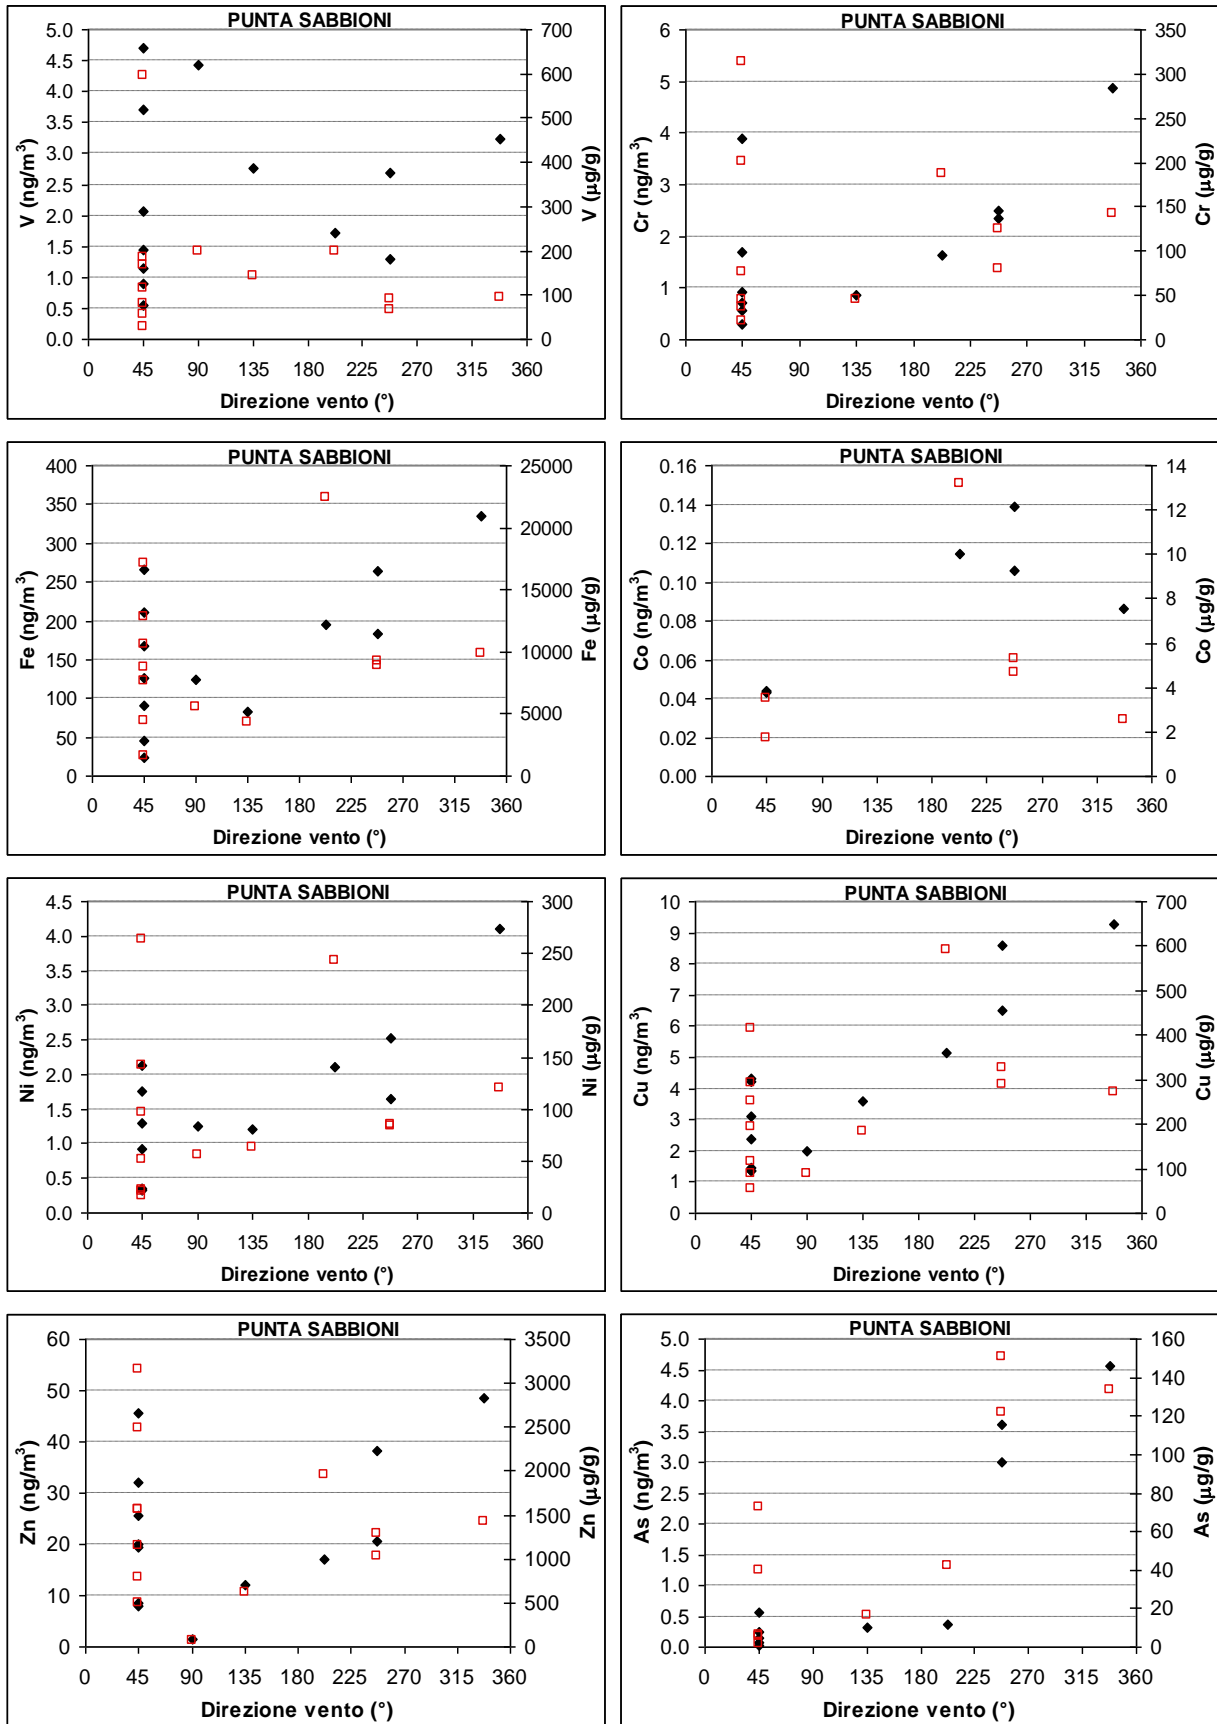 PUNTA SABBIONI
5.0 4.5 4.0 3.5 3.0 2.5 2.0 1.5 1.0 0.5 0.0
V (ng/m³)
700 600 500 400 300 200 100 0
V (µg/g)
0 45 90 135 180 225 270 315 360
Direzione vento (°)
PUNTA SABBIONI
6 5 4 3 2 1 0
Cr (ng/m³)
350 300 250 200 150 100 50 0
Cr (µg/g)
0 45 90 135 180 225 270 315 360
Direzione vento (°)
PUNTA SABBIONI
400 350 300 250 200 150 100 50 0
Fe (ng/m³)
25000 20000 15000 10000 5000 0
Fe (µg/g)
0 45 90 135 180 225 270 315 360
Direzione vento (°)
PUNTA SABBIONI
0.16 0.14 0.12 0.10 0.08 0.06 0.04 0.02 0.00
Co (ng/m³)
14 12 10 8 6 4 2 0
Co (µg/g)
0 45 90 135 180 225 270 315 360
Direzione vento (°)
PUNTA SABBIONI
4.5 4.0 3.5 3.0 2.5 2.0 1.5 1.0 0.5 0.0
Ni (ng/m³)
300 250 200 150 100 50 0
Ni (µg/g)
0 45 90 135 180 225 270 315 360
Direzione vento (°)
PUNTA SABBIONI
10 9 8 7 6 5 4 3 2 1 0
Cu (ng/m³)
700 600 500 400 300 200 100 0
Cu (µg/g)
0 45 90 135 180 225 270 315 360
Direzione vento (°)
PUNTA SABBIONI
60 50 40 30 20 10 0
Zn (ng/m³)
3500 3000 2500 2000 1500 1000 500 0
Zn (µg/g)
0 45 90 135 180 225 270 315 360
Direzione vento (°)
PUNTA SABBIONI
5.0 4.5 4.0 3.5 3.0 2.5 2.0 1.5 1.0 0.5 0.0
As (ng/m³)
160 140 120 100 80 60 40 20 0
As (µg/g)
0 45 90 135 180 225 270 315 360
Direzione vento (°)